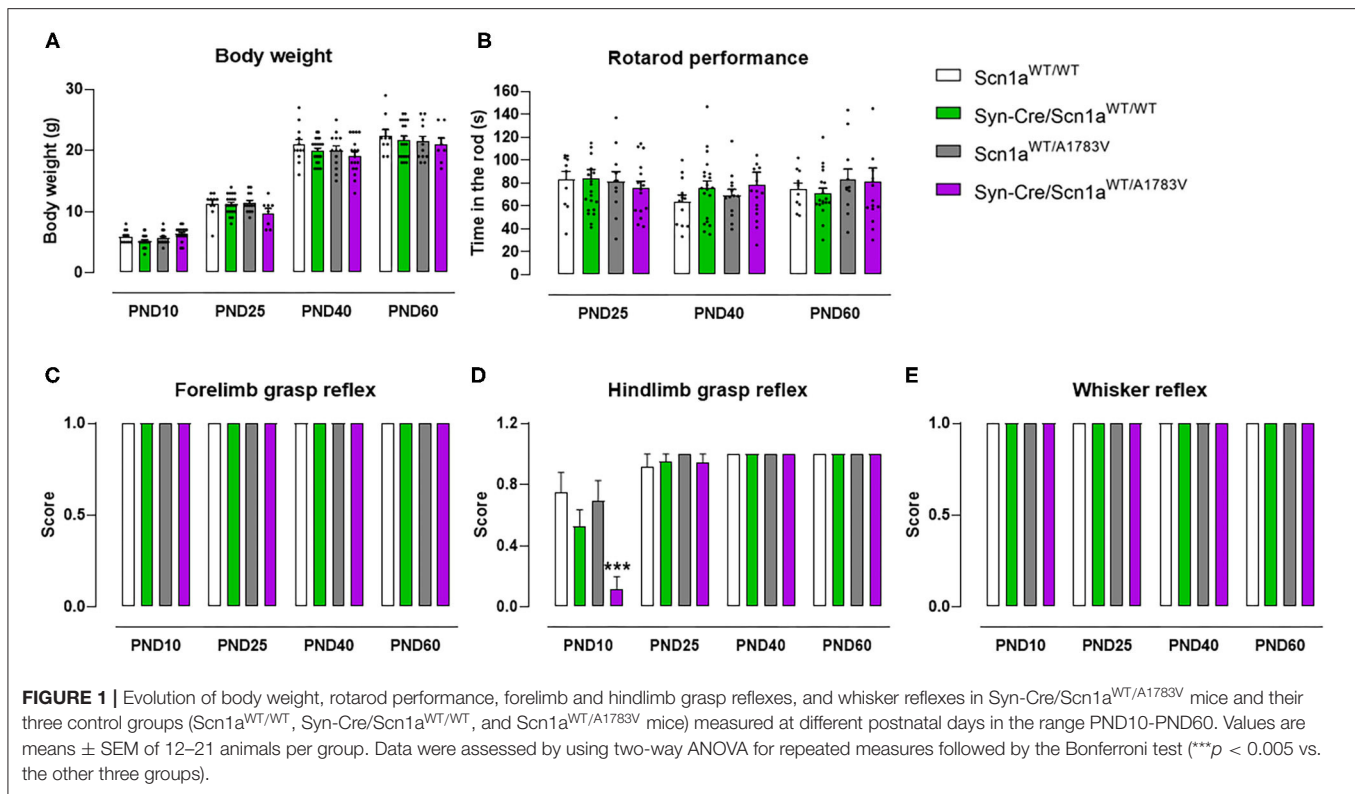 A
Body weight
Body weight (g)
30
20
10
0
PND10 PND25 PND40 PND60
B
Rotarod performance
Time in the rod (s)
160
140
120
100
80
60
40
20
0
PND25 PND40 PND60
Scn1aWT/WT
Syn-Cre/Scn1aWT/WT
Scn1aWT/A1783V
Syn-Cre/Scn1aWT/A1783V
C
Forelimb grasp reflex
Score
1.0
0.5
0.0
PND10 PND25 PND40 PND60
D
Hindlimb grasp reflex
Score
1.2
0.8
0.4
0.0
***
PND10 PND25 PND40 PND60
E
Whisker reflex
Score
1.0
0.5
0.0
PND10 PND25 PND40 PND60
FIGURE 1 | Evolution of body weight, rotarod performance, forelimb and hindlimb grasp reflexes, and whisker reflexes in Syn-Cre/Scn1aWT/A1783V mice and their
three control groups (Scn1aWT/WT, Syn-Cre/Scn1aWT/WT, and Scn1aWT/A1783V mice) measured at different postnatal days in the range PND10-PND60. Values are
means ± SEM of 12–21 animals per group. Data were assessed by using two-way ANOVA for repeated measures followed by the Bonferroni test (***p < 0.005 vs.
the other three groups).